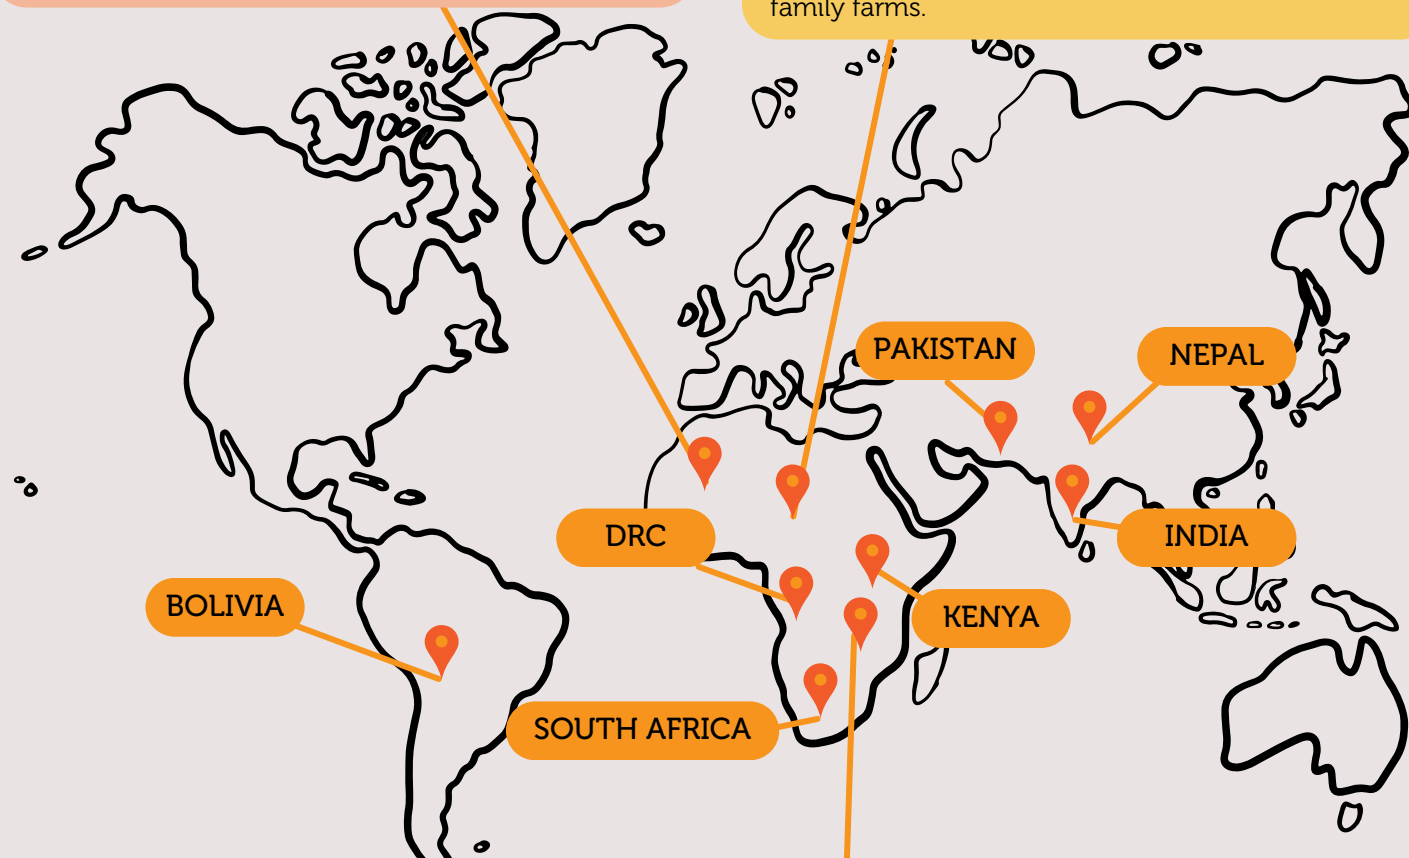 family farms.
PAKISTAN
NEPAL
DRC
INDIA
BOLIVIA
KENYA
SOUTH AFRICA